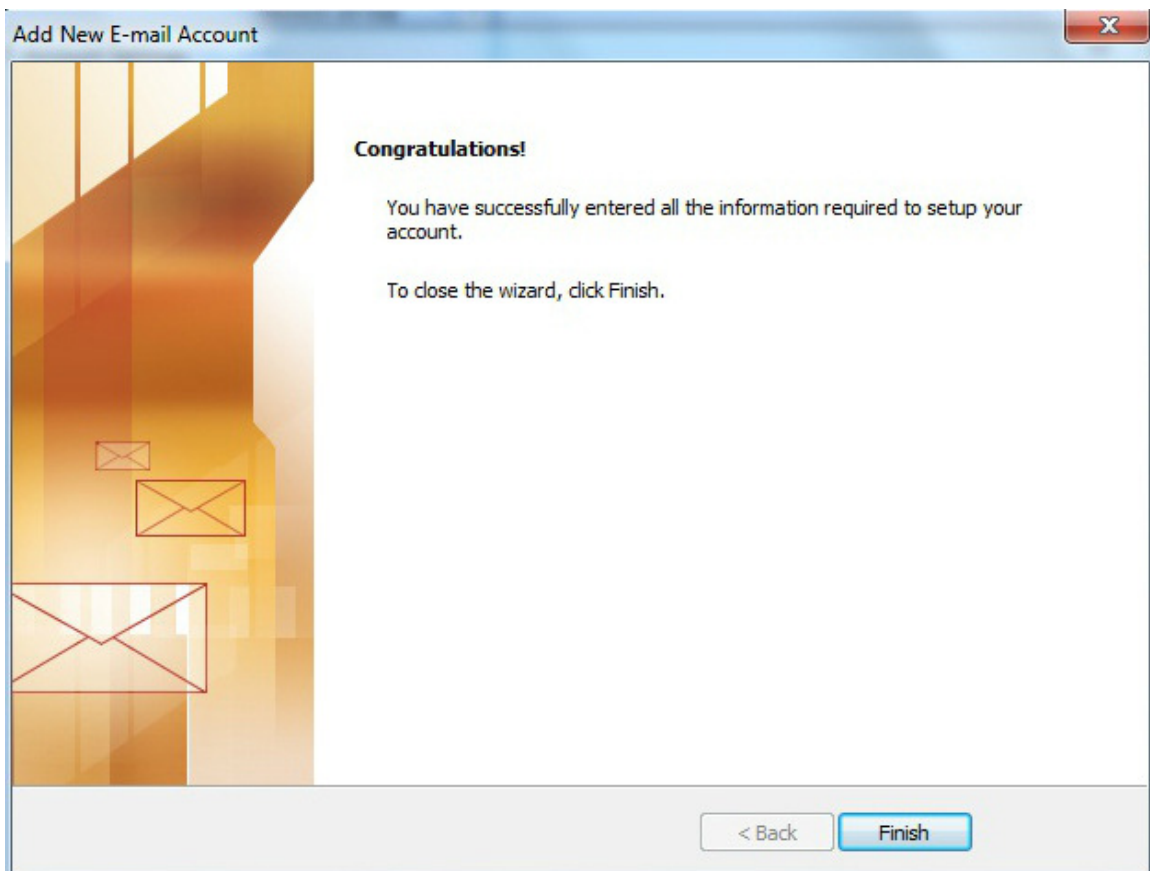 Add New E-mail Account
Congratulations!
You have successfully entered all the information required to setup your
account.
To close the wizard, click Finish.
< Back
Finish